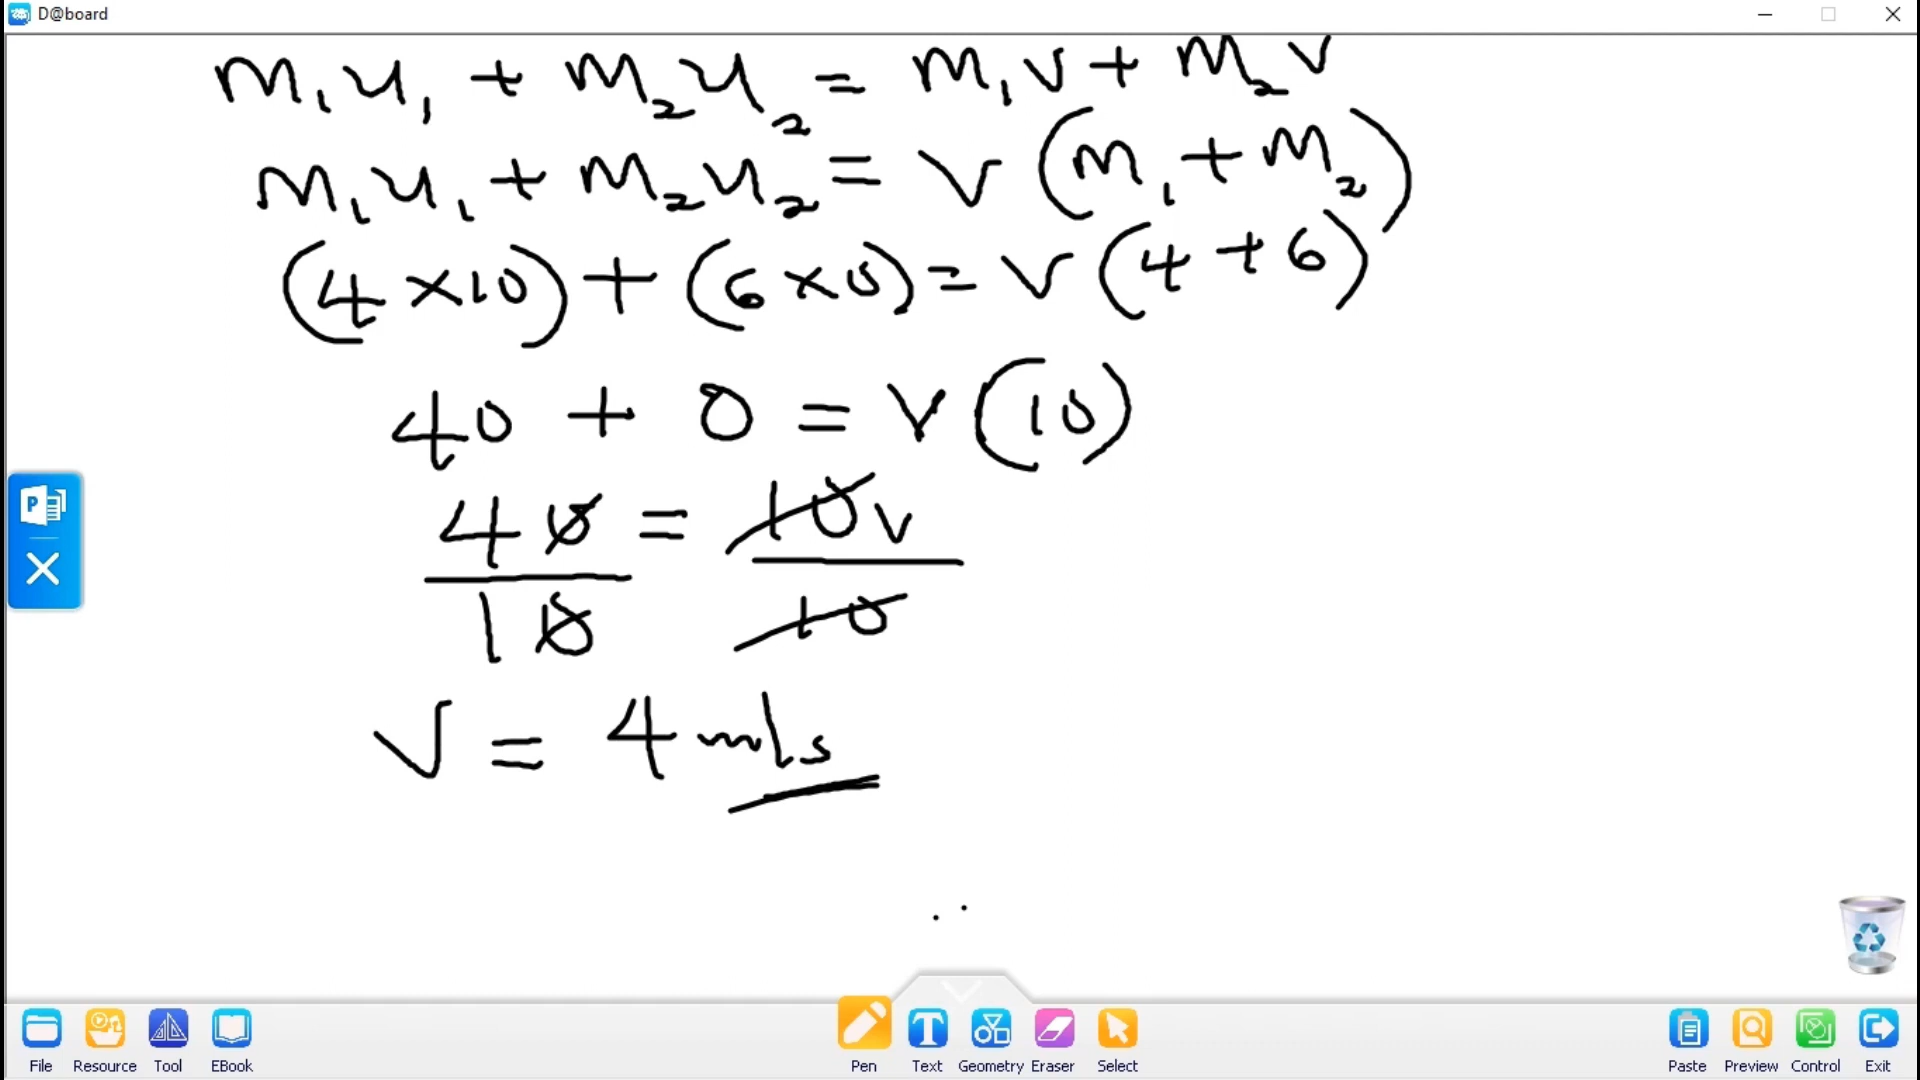 D@board
m₁u₁ + m₂u₂ = m₁v + m₂v
m₁u₁ + m₂u₂ = v (m₁ + m₂)
(4 × 10) + (6 × 0) = v (4 + 6)
40 + 0 = v (10)
40 = 10v
10 10
v = 4 m/s
File Resource Tool EBook Pen Text Geometry Eraser Select Paste Preview Control Exit